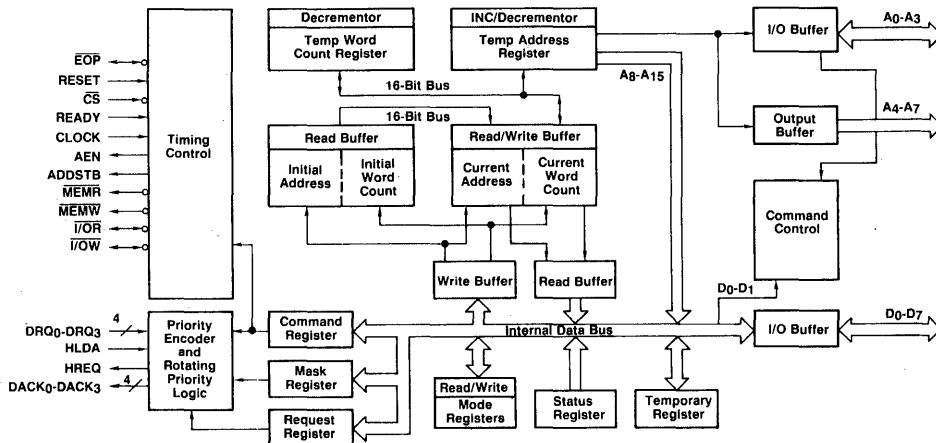 Decrementor
Temp Word
Count Register
INC/Decrementor
Temp Address
Register
I/O Buffer
A0-A3
A8-A15
16-Bit Bus
16-Bit Bus
Output
Buffer
A4-A7
EOP
RESET
CS
READY
CLOCK
AEN
ADDSTB
MEMR
MEMW
I/OR
I/OW
Timing
Control
Read Buffer
Initial
Address
Initial
Word
Count
Read/Write Buffer
Current
Address
Current
Word
Count
Command
Control
Write Buffer
Read Buffer
D0-D1
DRQ0-DRQ3
4
HLDA
HREQ
DACK0-DACK3
4
Priority
Encoder
and
Rotating
Priority
Logic
Command
Register
Internal Data Bus
I/O Buffer
D0-D7
Mask
Register
Request
Register
Read/Write
Mode
Registers
Status
Register
Temporary
Register